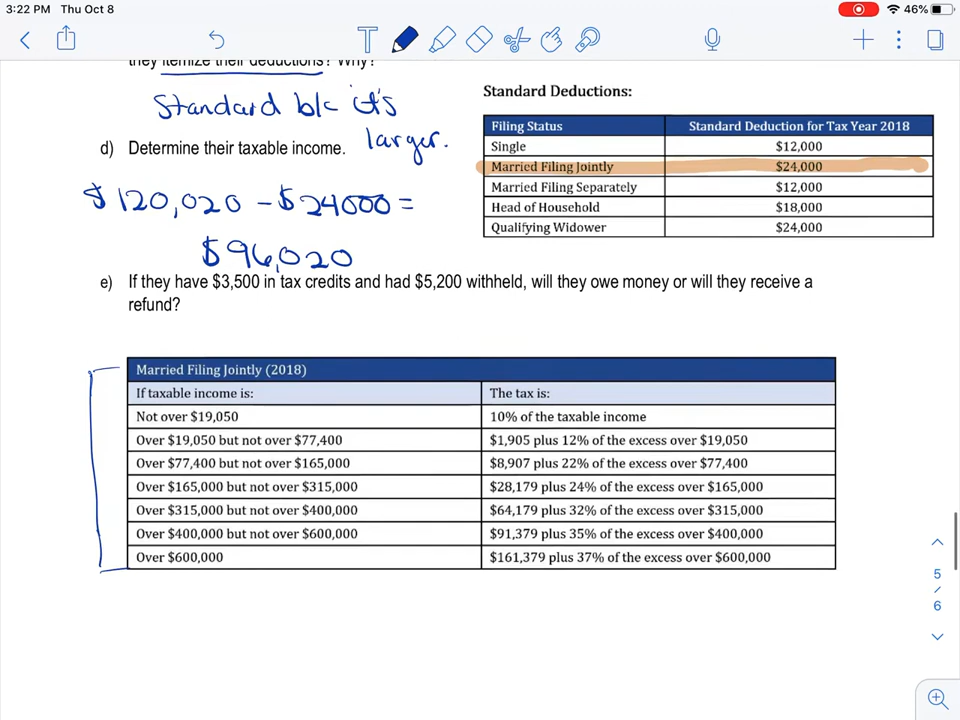 3:22 PM Thu Oct 8
46%
they itemize their deductions? Why?
Standard b/c it's
larger.
d) Determine their taxable income.
$120,020 - $24000 =
$96,020
Standard Deductions:
Filing Status Standard Deduction for Tax Year 2018
Single $12,000
Married Filing Jointly $24,000
Married Filing Separately $12,000
Head of Household $18,000
Qualifying Widower $24,000
e) If they have $3,500 in tax credits and had $5,200 withheld, will they owe money or will they receive a
refund?
Married Filing Jointly (2018)
If taxable income is: The tax is:
Not over $19,050 10% of the taxable income
Over $19,050 but not over $77,400 $1,905 plus 12% of the excess over $19,050
Over $77,400 but not over $165,000 $8,907 plus 22% of the excess over $77,400
Over $165,000 but not over $315,000 $28,179 plus 24% of the excess over $165,000
Over $315,000 but not over $400,000 $64,179 plus 32% of the excess over $315,000
Over $400,000 but not over $600,000 $91,379 plus 35% of the excess over $400,000
Over $600,000 $161,379 plus 37% of the excess over $600,000
5
/
6